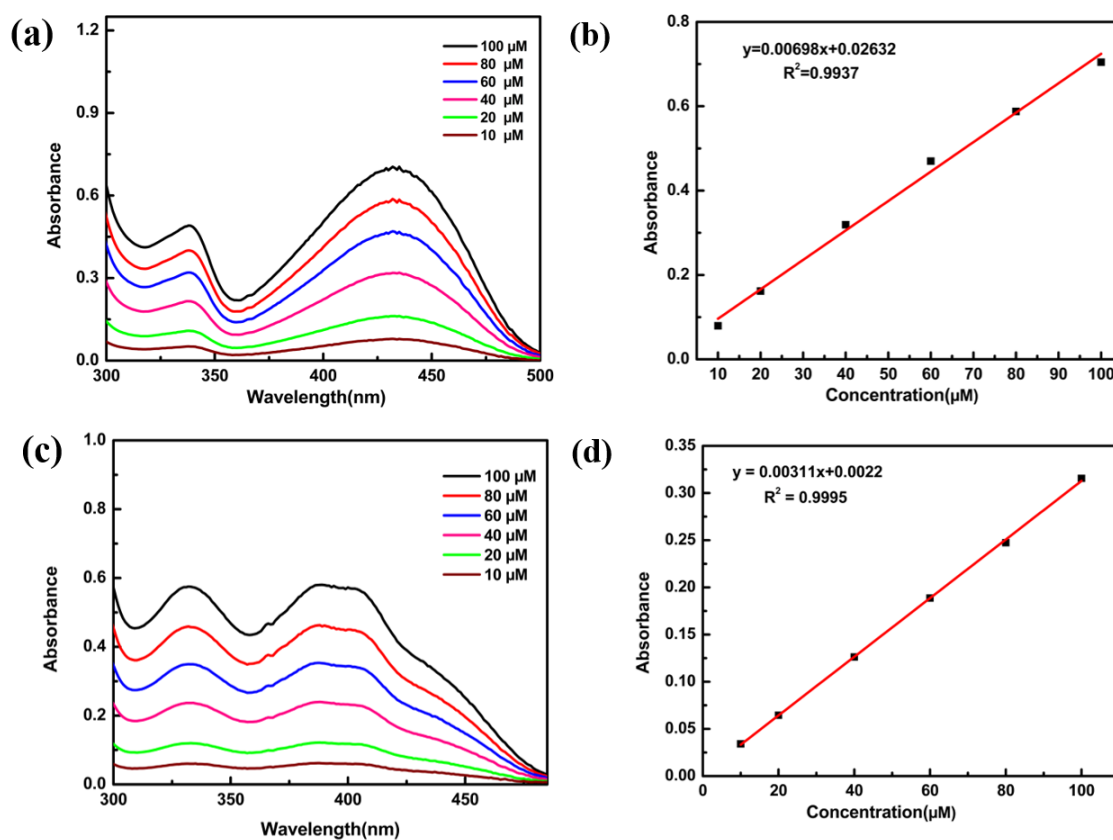 (a)
1.2
0.9
0.6
0.3
0.0
Absorbance
100 µM
80 µM
60 µM
40 µM
20 µM
10 µM
300 350 400 450 500
Wavelength(nm)
(b)
0.8
0.6
0.4
0.2
0.0
Absorbance
y=0.00698x+0.02632
R²=0.9937
10 20 30 40 50 60 70 80 90 100
Concentration(µM)
(c)
1.0
0.8
0.6
0.4
0.2
0.0
Absorbance
100 µM
80 µM
60 µM
40 µM
20 µM
10 µM
300 350 400 450
Wavelength(nm)
(d)
0.35
0.30
0.25
0.20
0.15
0.10
0.05
0.00
Absorbance
y = 0.00311x+0.0022
R² = 0.9995
0 20 40 60 80 100
Concentration(µM)